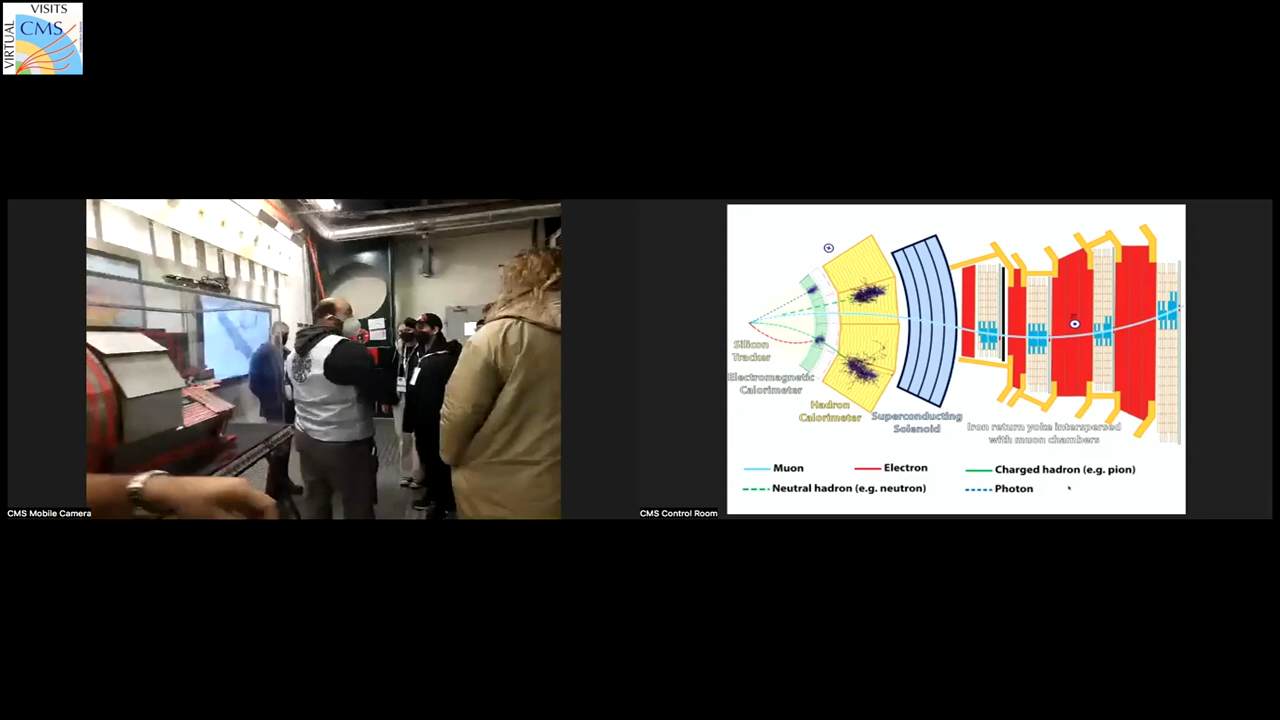 VISITS
CMS
VIRTUAL
Silicon
Tracker
Electromagnetic
Calorimeter
Hadron
Calorimeter
Superconducting
Solenoid
Iron return yoke interspersed
with muon chambers
Muon
Electron
Charged hadron (e.g. pion)
Neutral hadron (e.g. neutron)
Photon
CMS Mobile Camera
CMS Control Room